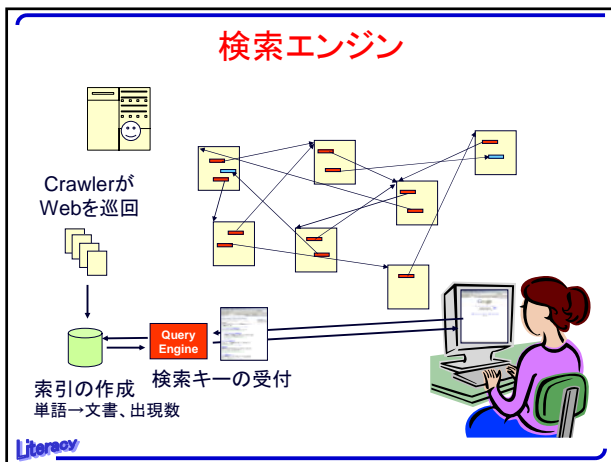 検索エンジン
Crawlerが
Webを巡回
Query
Engine
検索キーの受付
索引の作成
単語→文書、出現数
Literacy